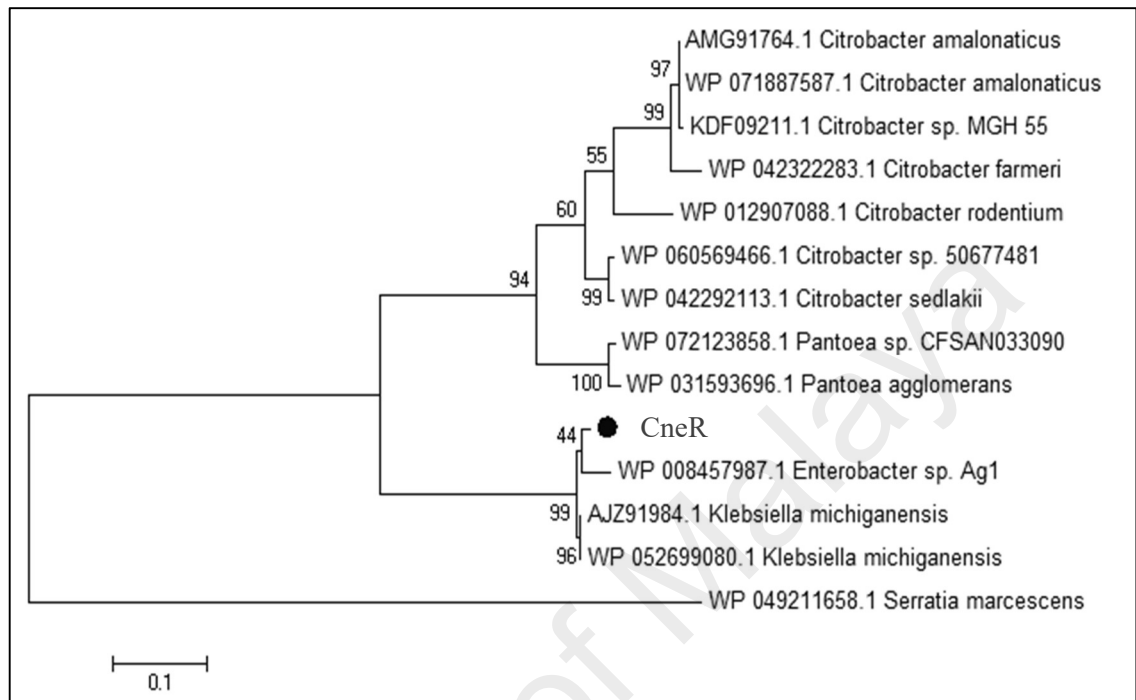 AMG91764.1 Citrobacter amalonaticus
97
WP 071887587.1 Citrobacter amalonaticus
99
KDF09211.1 Citrobacter sp. MGH 55
55
WP 042322283.1 Citrobacter farmeri
60
WP 012907088.1 Citrobacter rodentium
WP 060569466.1 Citrobacter sp. 50677481
94
99
WP 042292113.1 Citrobacter sedlakii
WP 072123858.1 Pantoea sp. CFSAN033090
100
WP 031593696.1 Pantoea agglomerans
44
CneR
WP 008457987.1 Enterobacter sp. Ag1
99
AJZ91984.1 Klebsiella michiganensis
96
WP 052699080.1 Klebsiella michiganensis
WP 049211658.1 Serratia marcescens
0.1
of Malaya